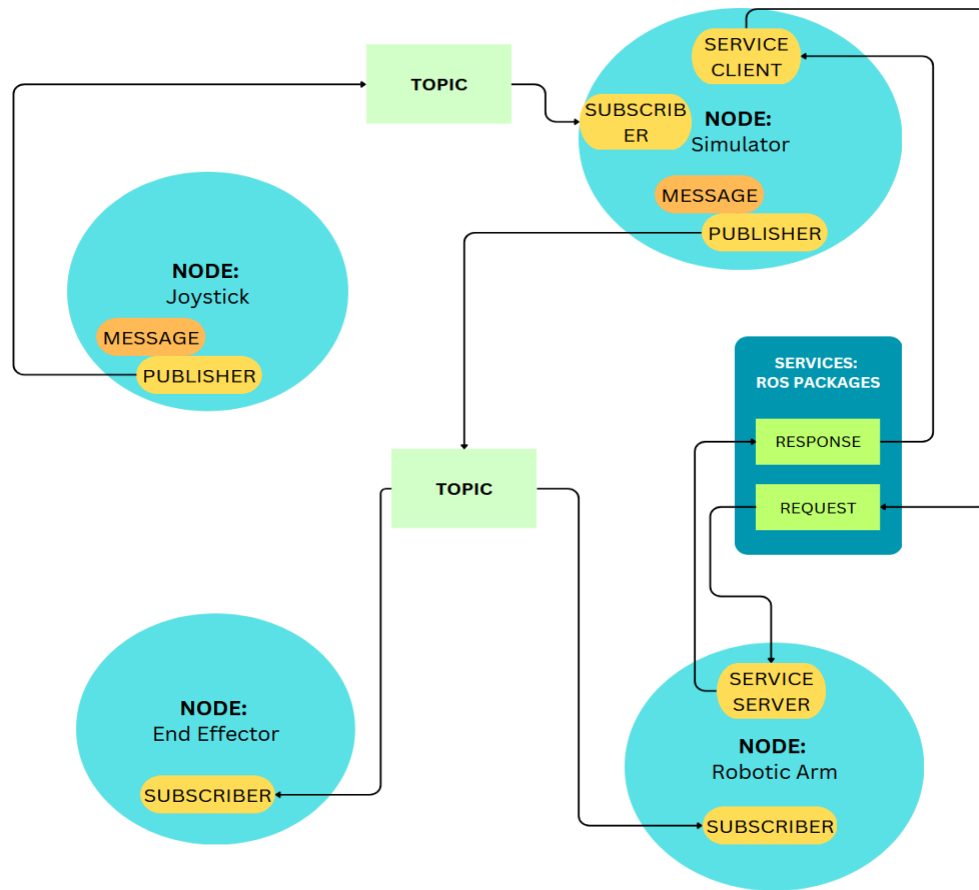 SERVICE
CLIENT
TOPIC
SUBSCRIB
ER
NODE:
Simulator
MESSAGE
PUBLISHER
NODE:
Joystick
MESSAGE
PUBLISHER
SERVICES:
ROS PACKAGES
RESPONSE
REQUEST
TOPIC
NODE:
End Effector
SUBSCRIBER
SERVICE
SERVER
NODE:
Robotic Arm
SUBSCRIBER